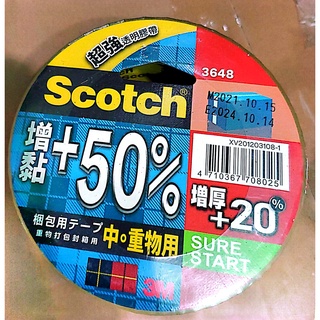 超強透明膠帶
Scotch®
3648
M2021.10.15
E2024.10.14
增黏+50%
XV201203108-1
4 710367 708025
增厚+20%
梱包用テープ 中・重物用
重物打包封箱用
SURE
START
3M